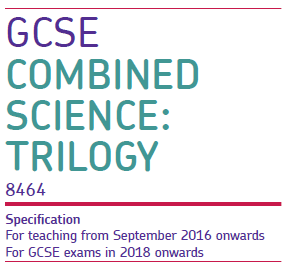 GCSE
COMBINED
SCIENCE:
TRILOGY
8464
Specification
For teaching from September 2016 onwards
For GCSE exams in 2018 onwards